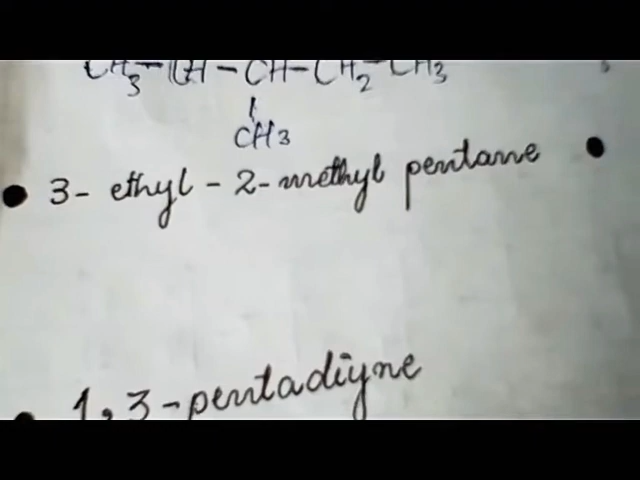 CH3-CH-CH-CH2-CH3
CH3
3- ethyl - 2-methyl pentane
1,3-pentadiyne